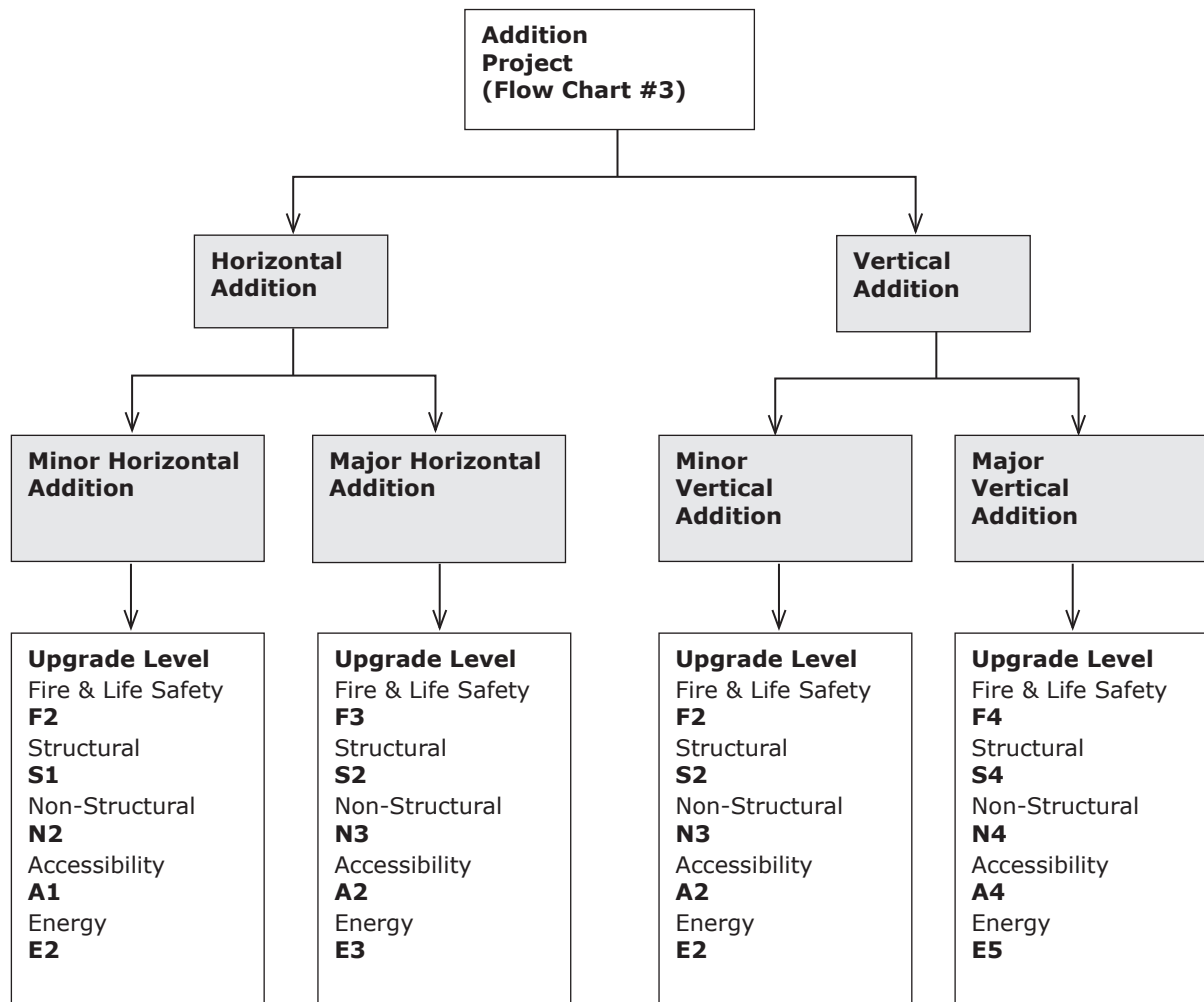 Addition
Project
(Flow Chart #3)
Horizontal
Addition
Vertical
Addition
Minor Horizontal
Addition
Major Horizontal
Addition
Minor
Vertical
Addition
Major
Vertical
Addition
Upgrade Level
Fire & Life Safety
F2
Structural
S1
Non-Structural
N2
Accessibility
A1
Energy
E2
Upgrade Level
Fire & Life Safety
F3
Structural
S2
Non-Structural
N3
Accessibility
A2
Energy
E3
Upgrade Level
Fire & Life Safety
F2
Structural
S2
Non-Structural
N3
Accessibility
A2
Energy
E2
Upgrade Level
Fire & Life Safety
F4
Structural
S4
Non-Structural
N4
Accessibility
A4
Energy
E5